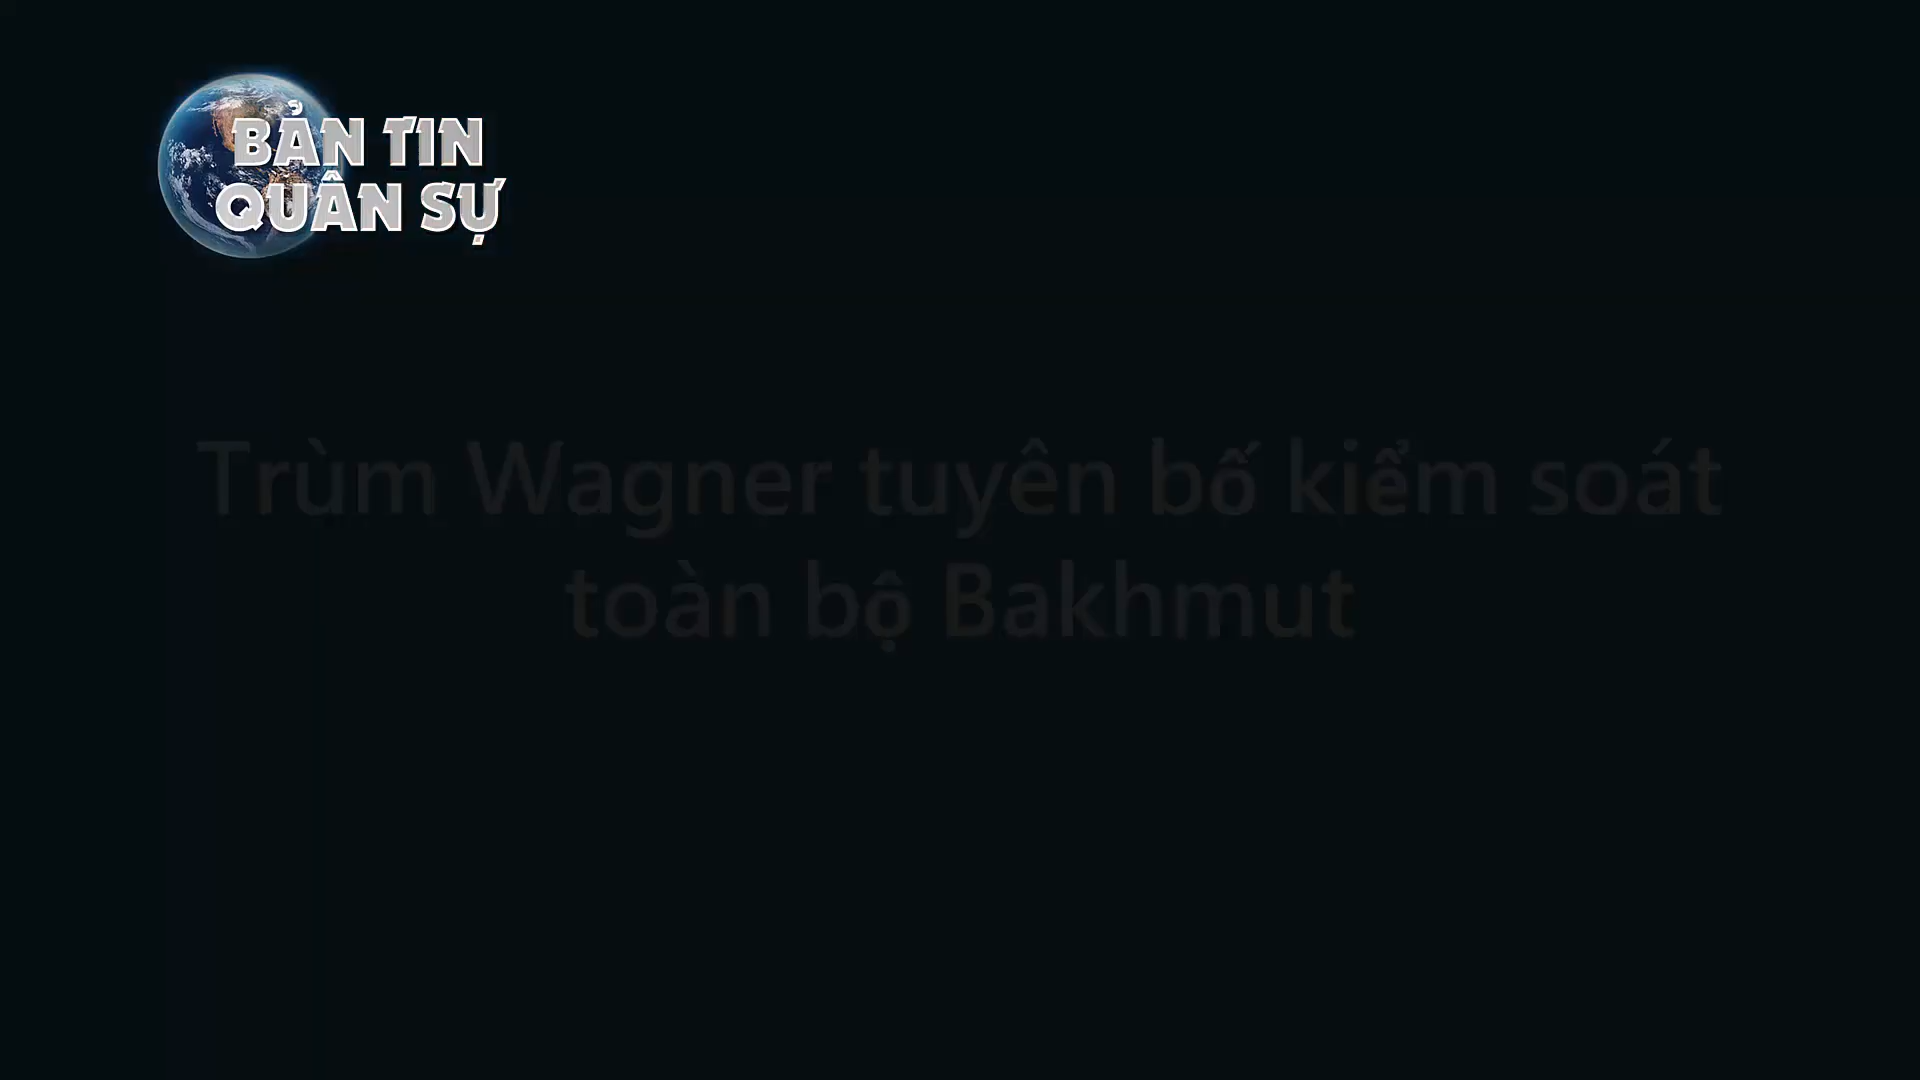 BẢN TIN
QUÂN SỰ
Trùm Wagner tuyên bố kiểm soát
toàn bộ Bakhmut